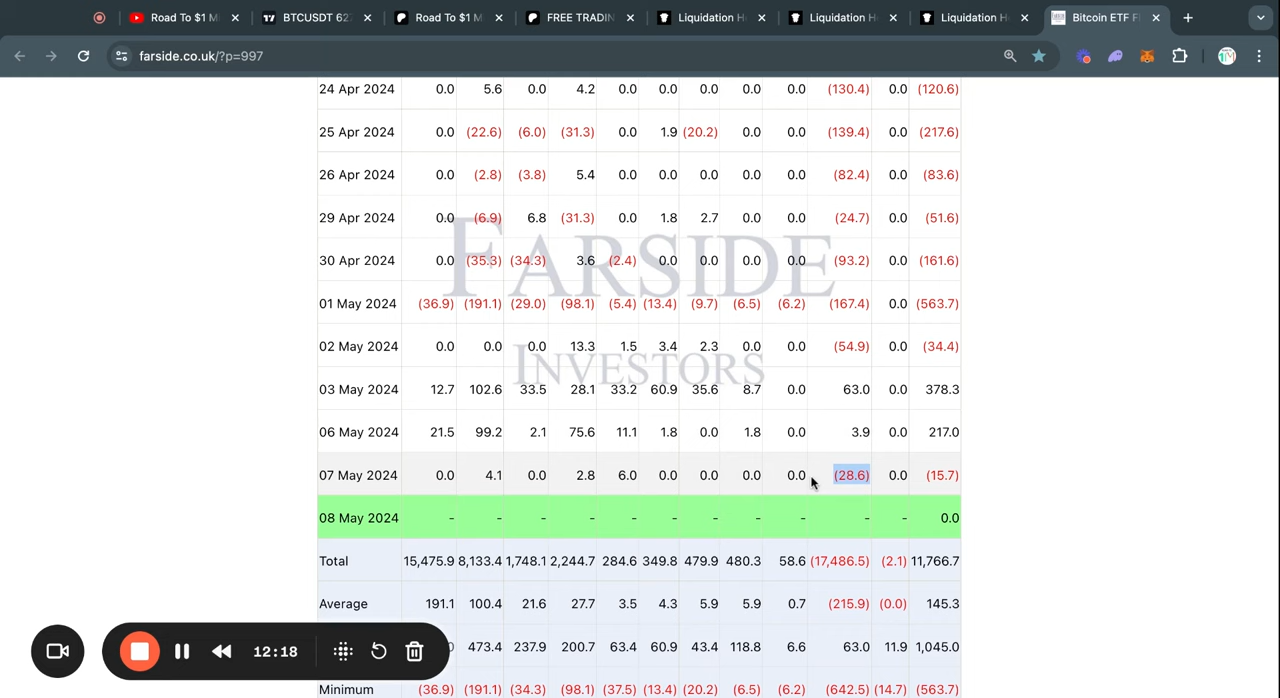 Road To $1 M
BTCUSDT 62
Road To $1 M
FREE TRADIN
Liquidation H
Liquidation H
Liquidation H
Bitcoin ETF F
farside.co.uk/?p=997
24 Apr 2024 0.0 5.6 0.0 4.2 0.0 0.0 0.0 0.0 0.0 (130.4) 0.0 (120.6)
25 Apr 2024 0.0 (22.6) (6.0) (31.3) 0.0 1.9 (20.2) 0.0 0.0 (139.4) 0.0 (217.6)
26 Apr 2024 0.0 (2.8) (3.8) 5.4 0.0 0.0 0.0 0.0 0.0 (82.4) 0.0 (83.6)
29 Apr 2024 0.0 (6.9) 6.8 (31.3) 0.0 1.8 2.7 0.0 0.0 (24.7) 0.0 (51.6)
FARSIDE
30 Apr 2024 0.0 (35.3) (34.3) 3.6 (2.4) 0.0 0.0 0.0 0.0 (93.2) 0.0 (161.6)
01 May 2024 (36.9) (191.1) (29.0) (98.1) (5.4) (13.4) (9.7) (6.5) (6.2) (167.4) 0.0 (563.7)
02 May 2024 0.0 0.0 0.0 13.3 1.5 3.4 2.3 0.0 0.0 (54.9) 0.0 (34.4)
INVESTORS
03 May 2024 12.7 102.6 33.5 28.1 33.2 60.9 35.6 8.7 0.0 63.0 0.0 378.3
06 May 2024 21.5 99.2 2.1 75.6 11.1 1.8 0.0 1.8 0.0 3.9 0.0 217.0
07 May 2024 0.0 4.1 0.0 2.8 6.0 0.0 0.0 0.0 0.0 (28.6) 0.0 (15.7)
08 May 2024 - - - - - - - - - - - 0.0
Total 15,475.9 8,133.4 1,748.1 2,244.7 284.6 349.8 479.9 480.3 58.6 (17,486.5) (2.1) 11,766.7
Average 191.1 100.4 21.6 27.7 3.5 4.3 5.9 5.9 0.7 (215.9) (0.0) 145.3
473.4 237.9 200.7 63.4 60.9 43.4 118.8 6.6 63.0 11.9 1,045.0
12:18
Minimum (36.9) (191.1) (34.3) (98.1) (37.5) (13.4) (20.2) (6.5) (6.2) (642.5) (14.7) (563.7)